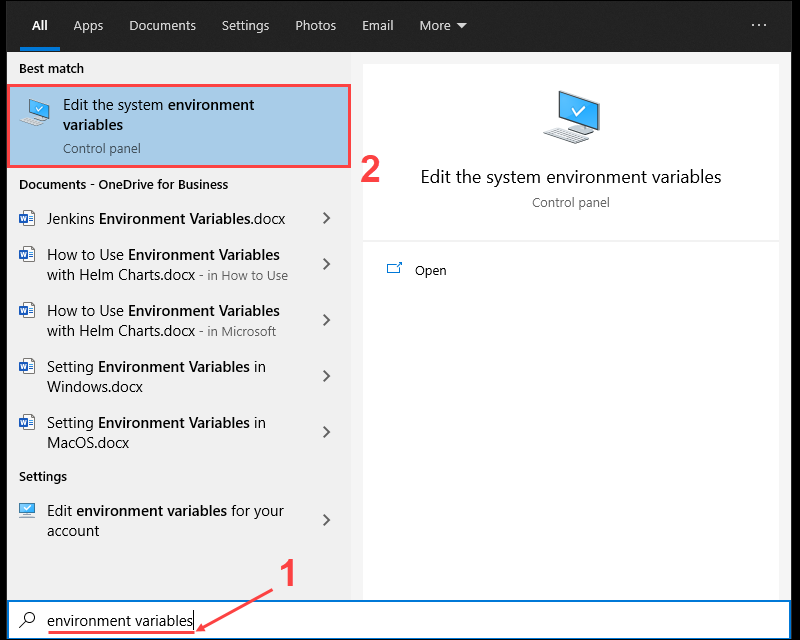 All Apps Documents Settings Photos Email More ...
Best match
Edit the system environment
variables
Control panel
2
Documents - OneDrive for Business
Jenkins Environment Variables.docx
How to Use Environment Variables
with Helm Charts.docx - in How to Use
How to Use Environment Variables
with Helm Charts.docx - in Microsoft
Setting Environment Variables in
Windows.docx
Setting Environment Variables in
MacOS.docx
Settings
Edit environment variables for your
account
Edit the system environment variables
Control panel
Open
1
environment variables